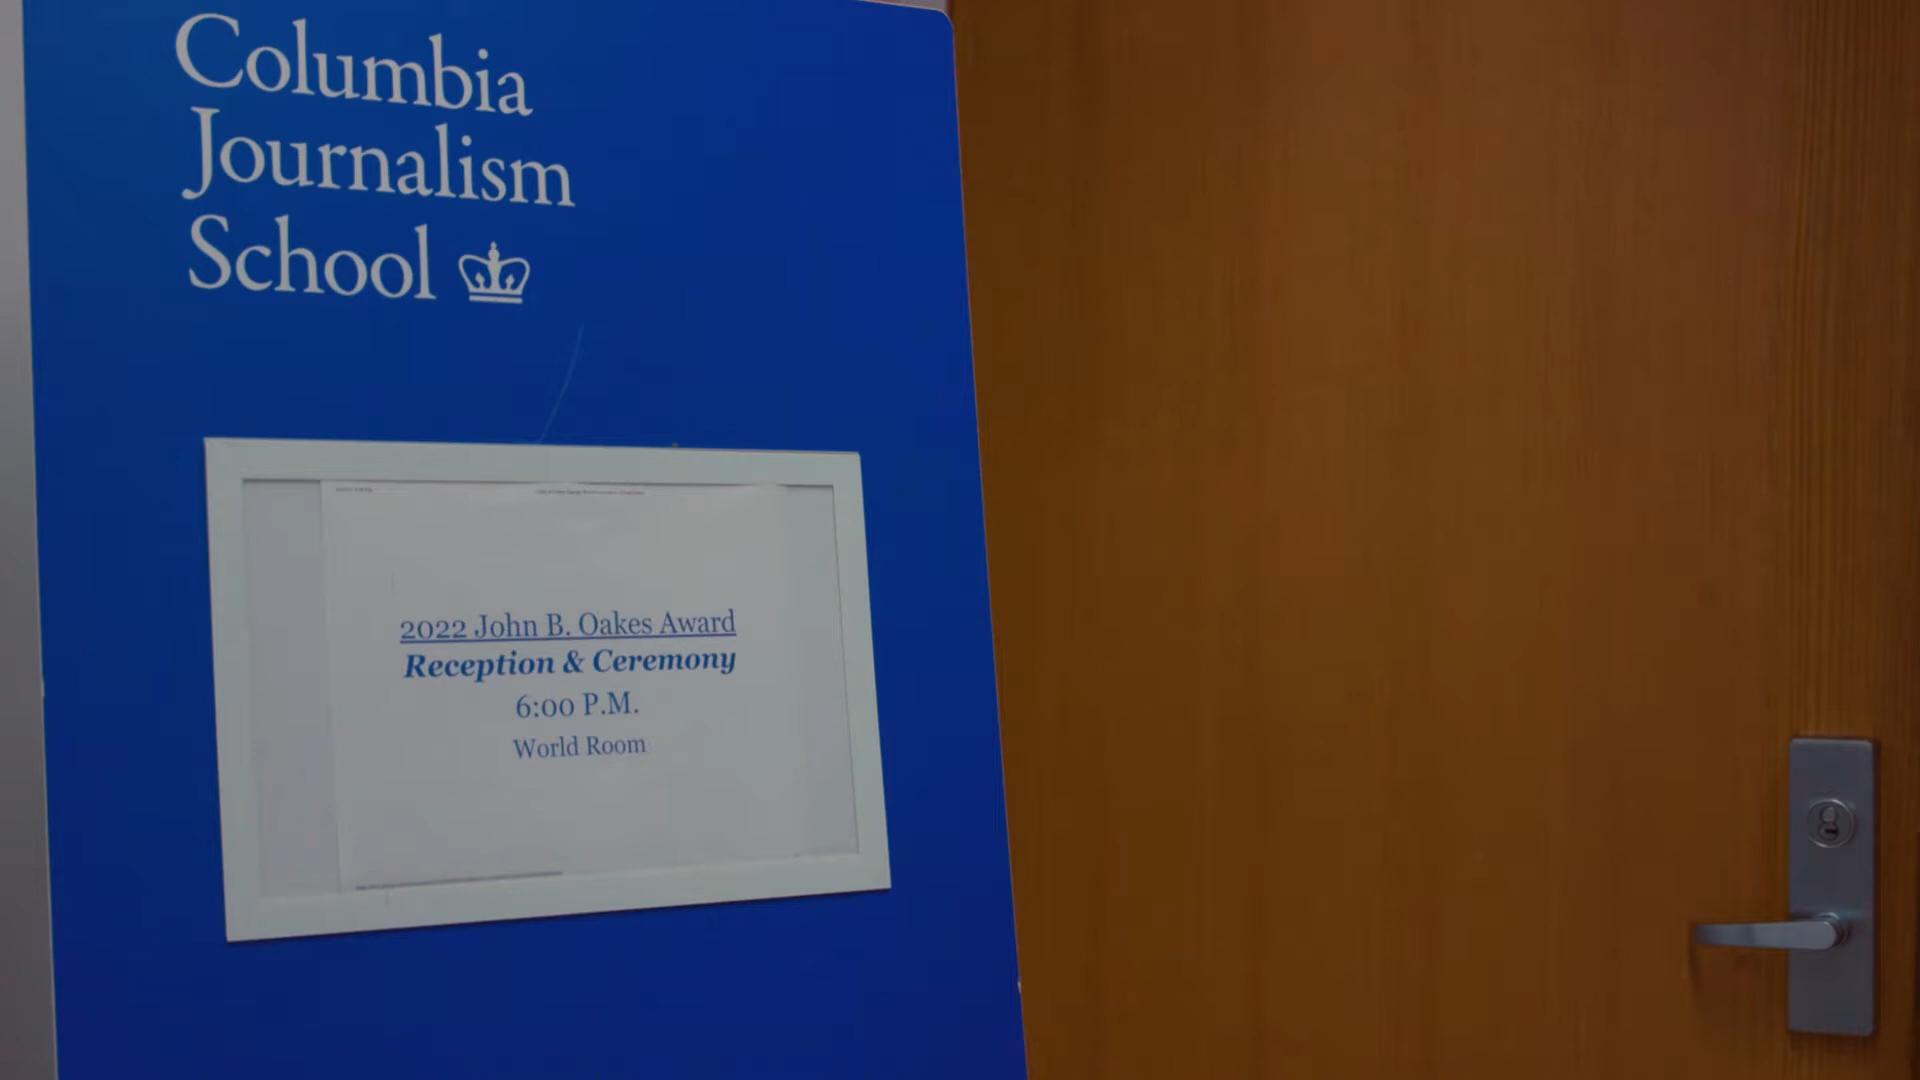 Columbia
Journalism
School
2022 John B. Oakes Award
Reception & Ceremony
6:00 P.M.
World Room